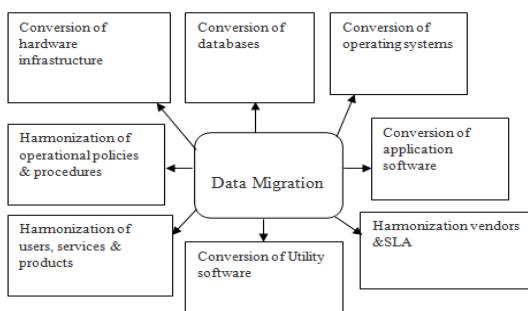 Conversion of
hardware
infrastructure
Conversion of
databases
Conversion of
operating systems
Harmonization of
operational policies
& procedures
Data Migration
Conversion of
application
software
Harmonization of
users, services &
products
Conversion of Utility
software
Harmonization vendors
&SLA